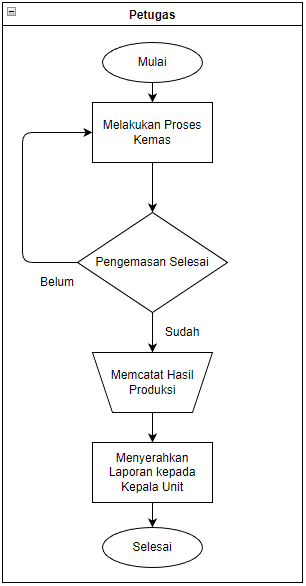 Petugas
Mulai
Melakukan Proses
Kemas
Pengemasan Selesai
Belum
Sudah
Memcatat Hasil
Produksi
Menyerahkan
Laporan kepada
Kepala Unit
Selesai